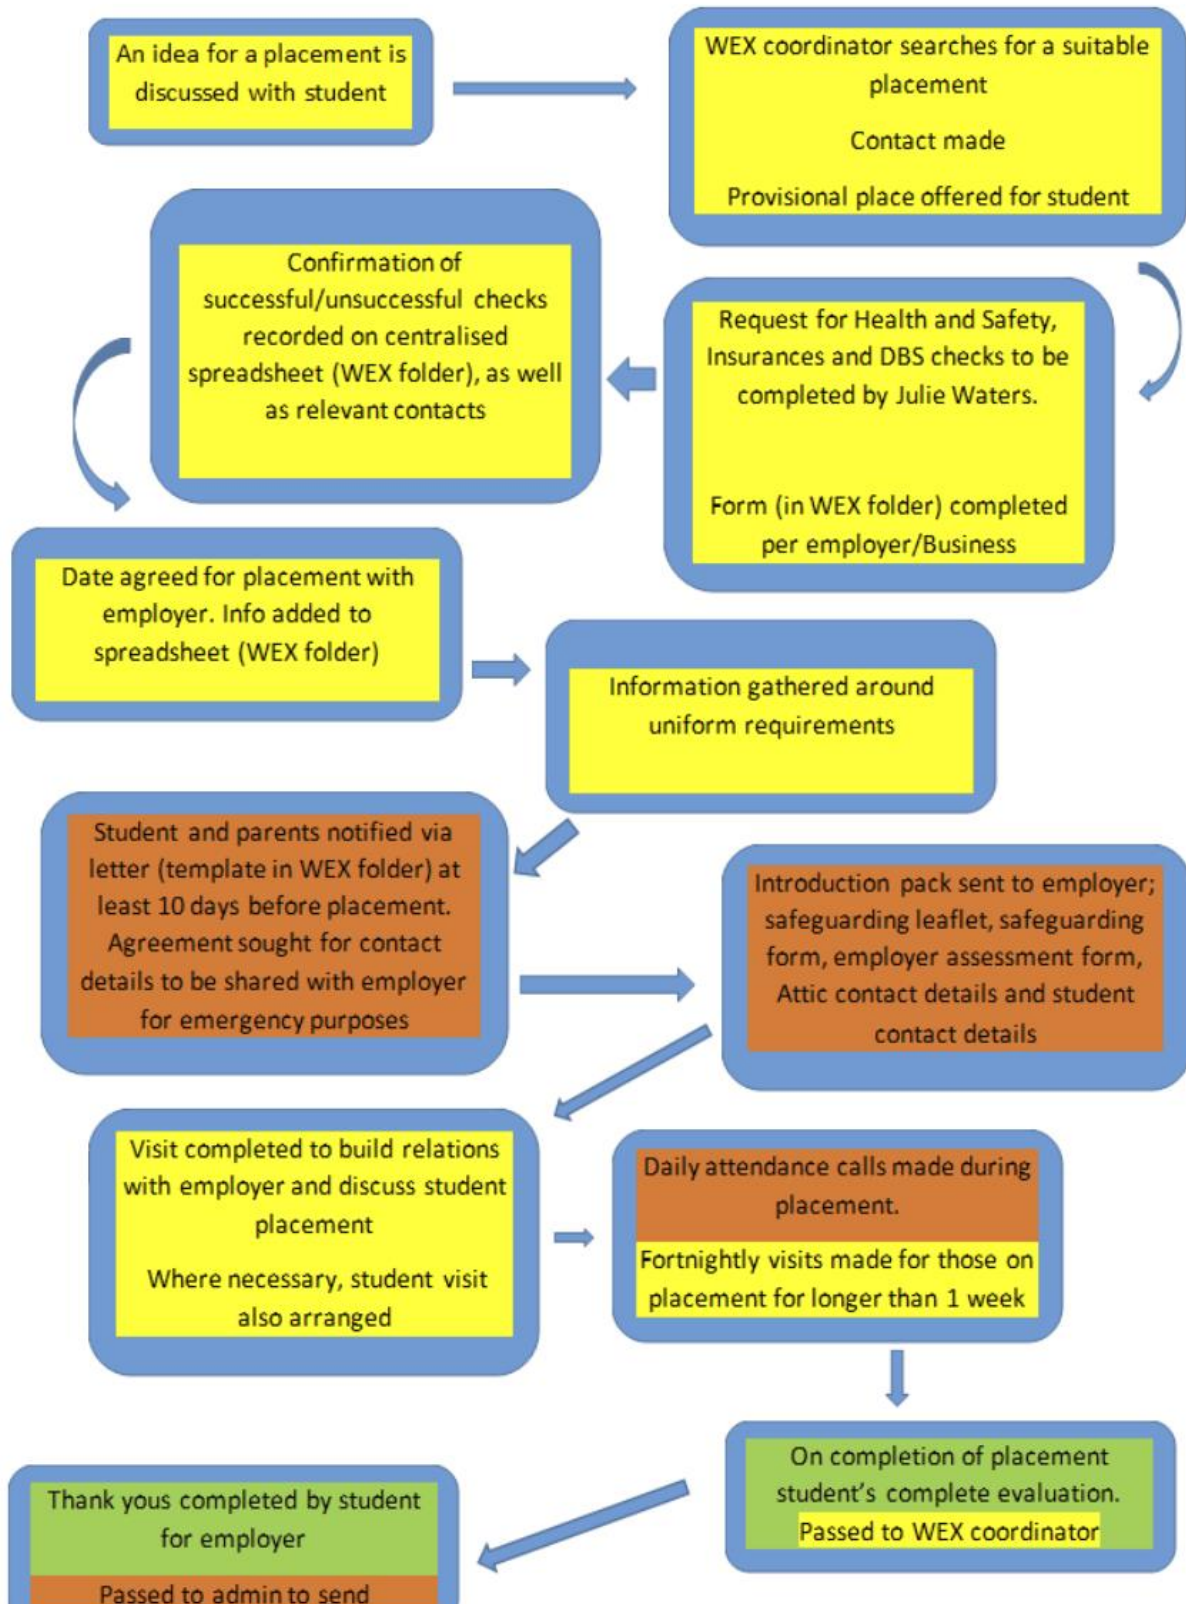 An idea for a placement is
discussed with student
WEX coordinator searches for a suitable
placement
Contact made
Provisional place offered for student
Request for Health and Safety,
Insurances and DBS checks to be
completed by Julie Waters.
Form (in WEX folder) completed
per employer/Business
Confirmation of
successful/unsuccessful checks
recorded on centralised
spreadsheet (WEX folder), as well
as relevant contacts
Date agreed for placement with
employer. Info added to
spreadsheet (WEX folder)
Information gathered around
uniform requirements
Student and parents notified via
letter (template in WEX folder) at
least 10 days before placement.
Agreement sought for contact
details to be shared with employer
for emergency purposes
Introduction pack sent to employer;
safeguarding leaflet, safeguarding
form, employer assessment form,
Attic contact details and student
contact details
Visit completed to build relations
with employer and discuss student
placement
Where necessary, student visit
also arranged
Daily attendance calls made during
placement.
Fortnightly visits made for those on
placement for longer than 1 week
On completion of placement
student’s complete evaluation.
Passed to WEX coordinator
Thank yous completed by student
for employer
Passed to admin to send